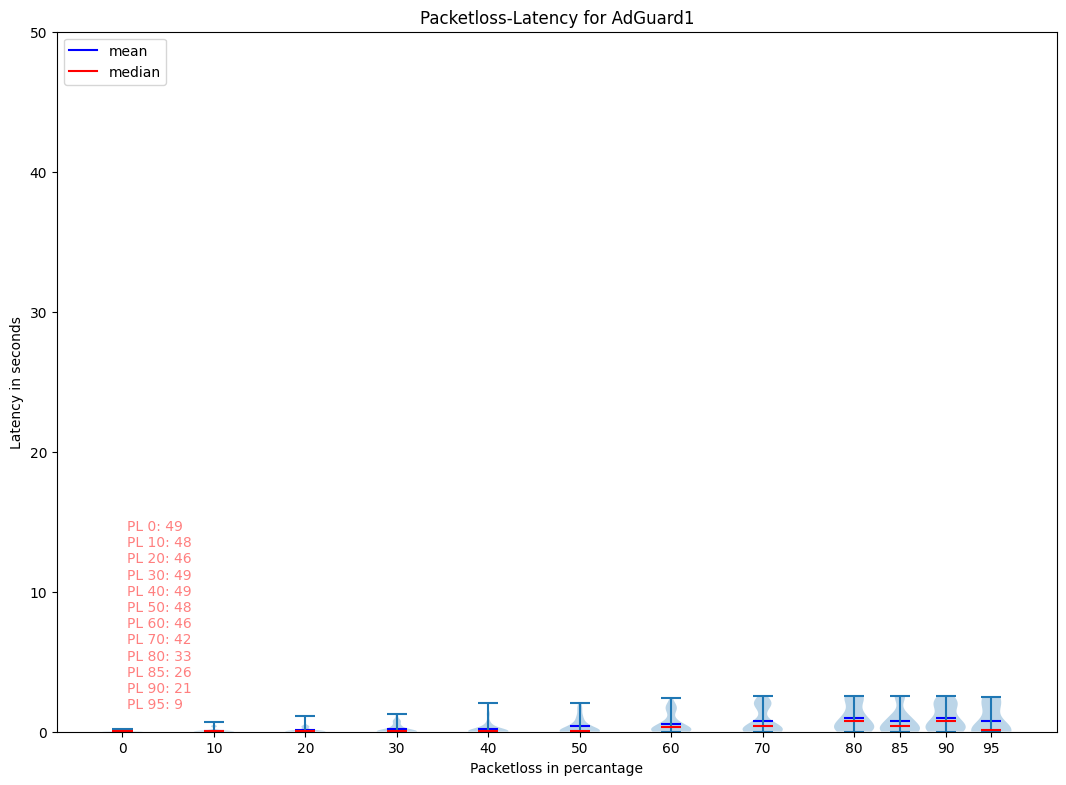 Packetloss-Latency for AdGuard1
50
mean
median
40
30
20
10
0
Latency in seconds
PL 0: 49
PL 10: 48
PL 20: 46
PL 30: 49
PL 40: 49
PL 50: 48
PL 60: 46
PL 70: 42
PL 80: 33
PL 85: 26
PL 90: 21
PL 95: 9
0 10 20 30 40 50 60 70 80 85 90 95
Packetloss in percantage